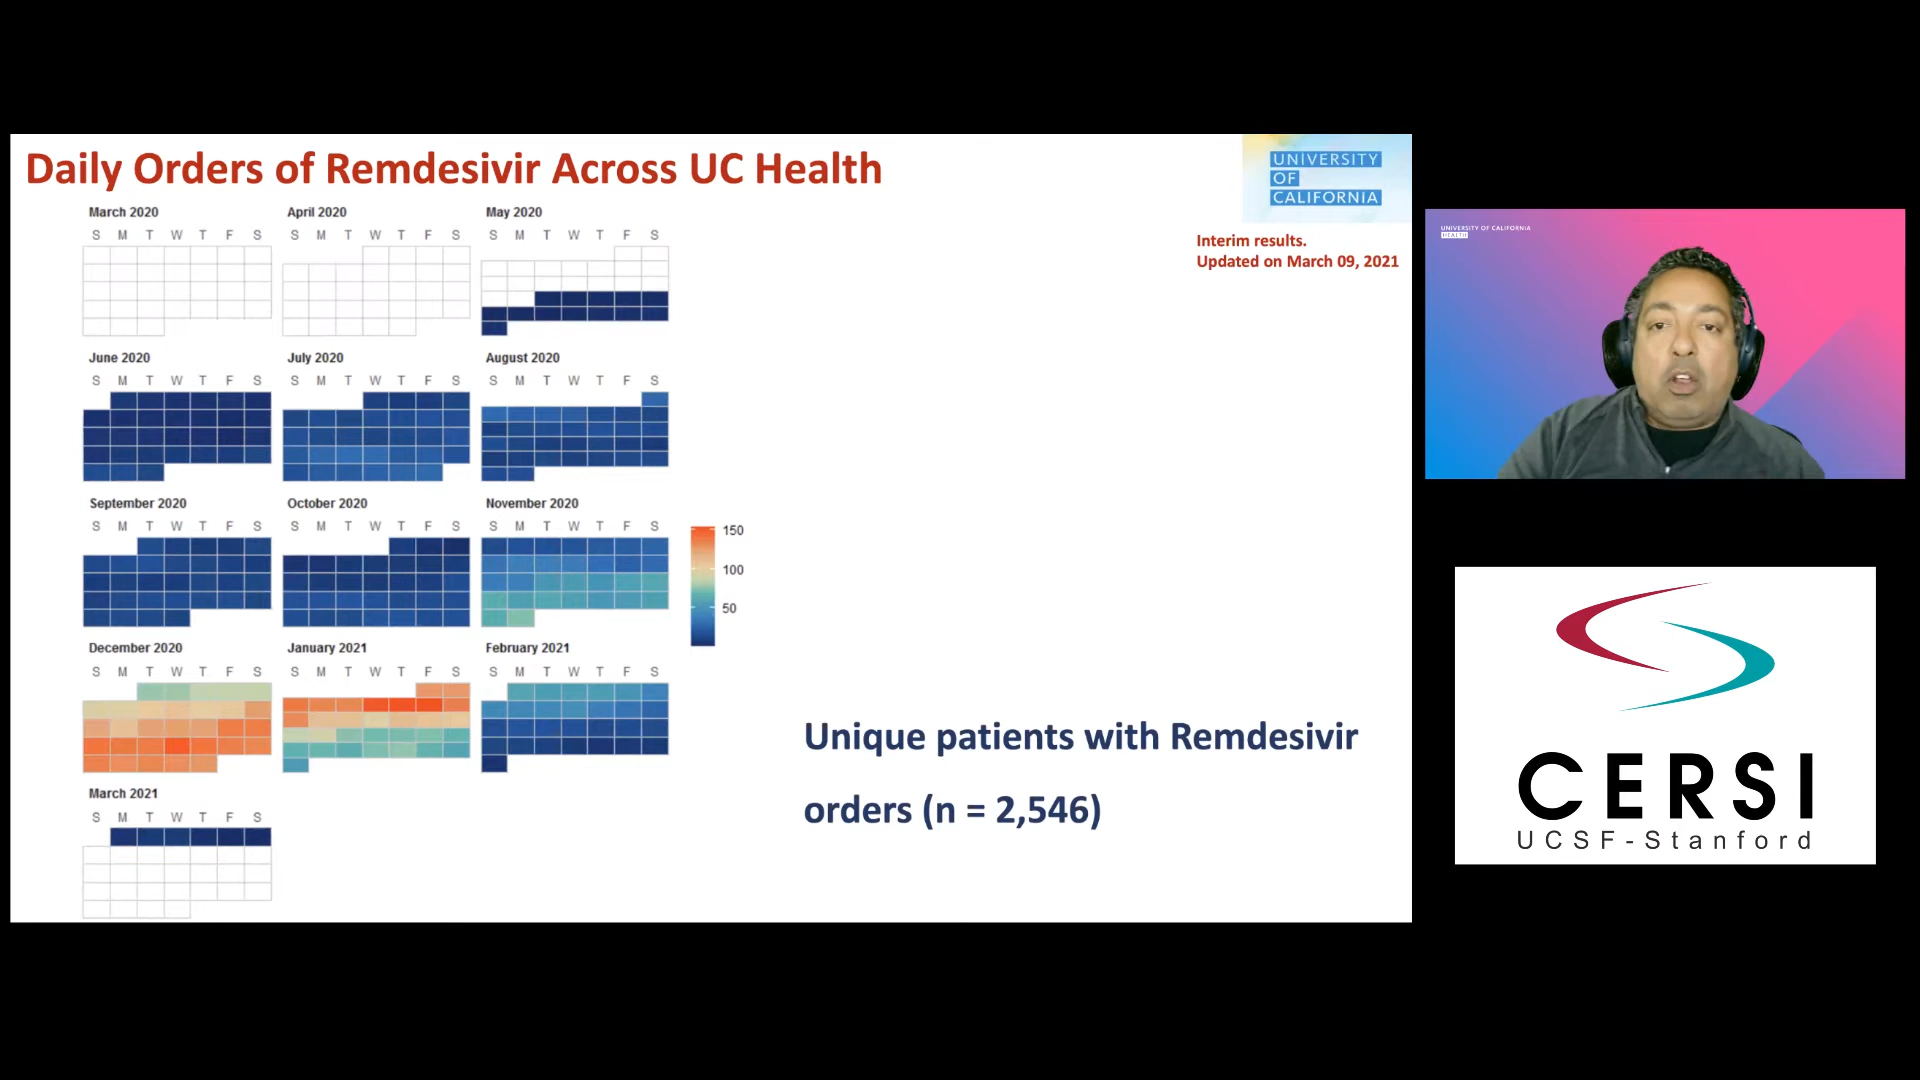 Daily Orders of Remdesivir Across UC Health
UNIVERSITY
OF
CALIFORNIA
Interim results.
Updated on March 09, 2021
March 2020 April 2020 May 2020
S M T W T F S S M T W T F S S M T W T F S
June 2020 July 2020 August 2020
S M T W T F S S M T W T F S S M T W T F S
September 2020 October 2020 November 2020
S M T W T F S S M T W T F S S M T W T F S
150
100
50
December 2020 January 2021 February 2021
S M T W T F S S M T W T F S S M T W T F S
March 2021
S M T W T F S
Unique patients with Remdesivir
orders (n = 2,546)
UNIVERSITY OF CALIFORNIA
HEALTH
CERSI
UCSF-Stanford